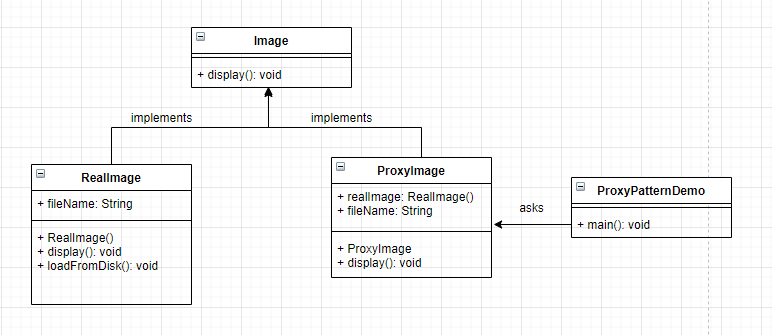 Image
+ display(): void
implements
implements
RealImage
+ fileName: String
+ RealImage()
+ display(): void
+ loadFromDisk(): void
ProxyImage
+ realImage: RealImage()
+ fileName: String
+ ProxyImage
+ display(): void
asks
ProxyPatternDemo
+ main(): void